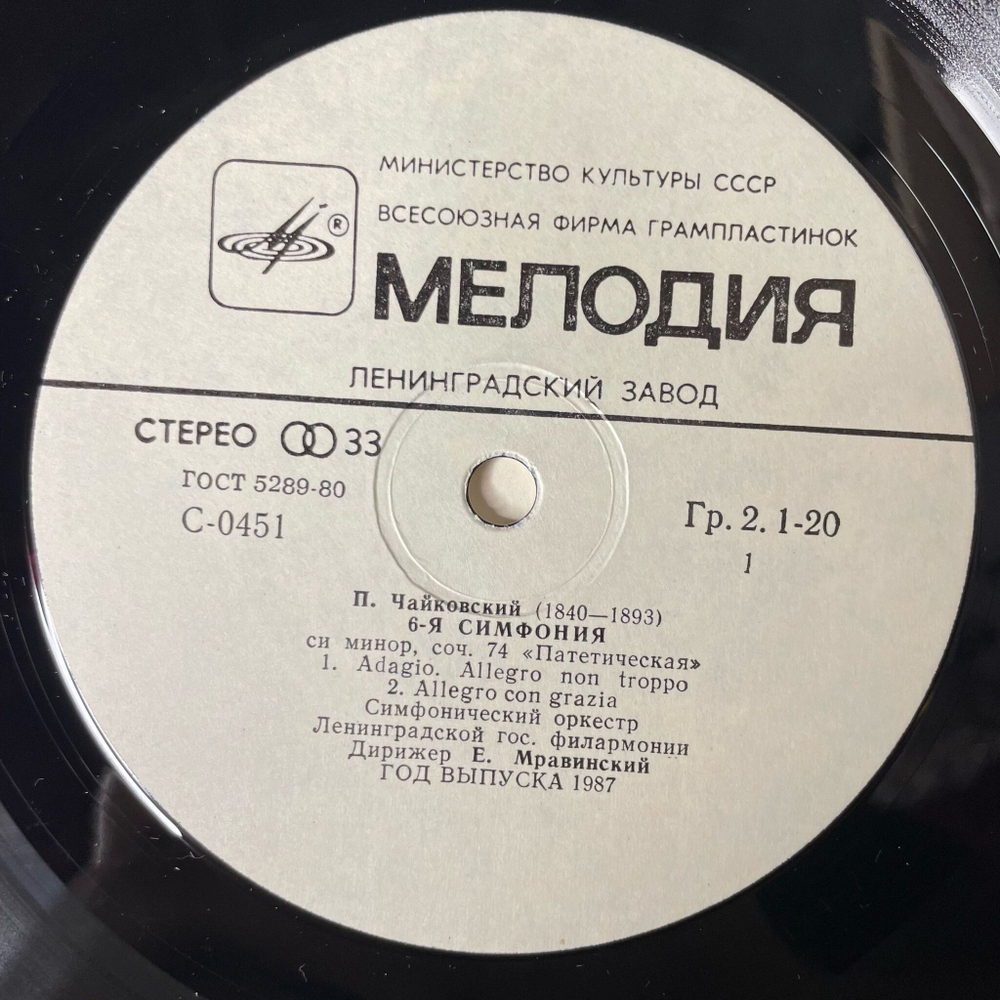 МИНИСТЕРСТВО КУЛЬТУРЫ СССР
ВСЕСОЮЗНАЯ ФИРМА ГРАМПЛАСТИНОК
®
МЕЛОДИЯ
ЛЕНИНГРАДСКИЙ ЗАВОД
СТЕРЕО 33
ГОСТ 5289-80
С-0451
Гр. 2. 1-20
1
П. Чайковский (1840—1893)
6-Я СИМФОНИЯ
си минор, соч. 74 «Патетическая»
1. Adagio. Allegro non troppo
2. Allegro con grazia
Симфонический оркестр
Ленинградской гос. филармонии
Дирижер Е. Мравинский
ГОД ВЫПУСКА 1987